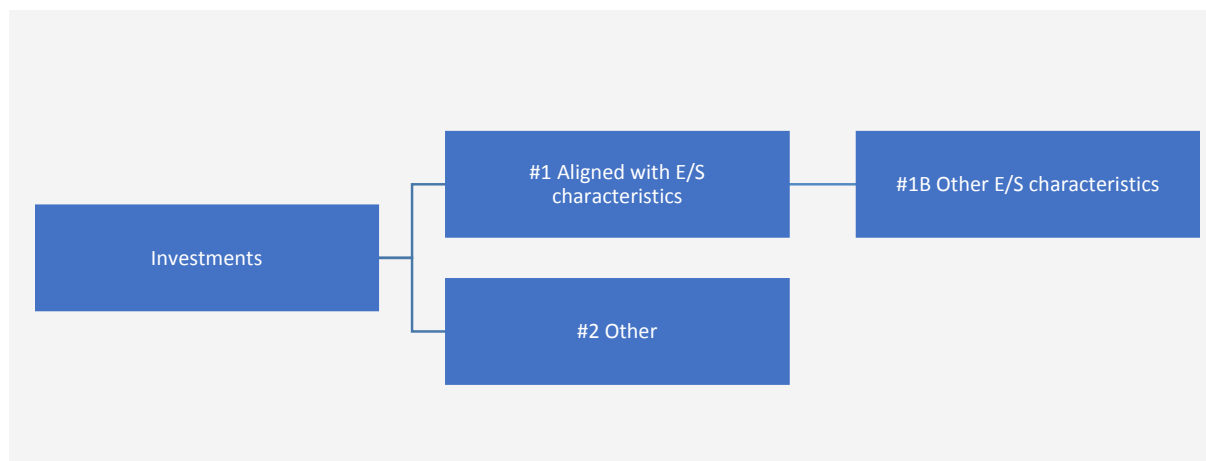 Investments
#1 Aligned with E/S
characteristics
#1B Other E/S characteristics
#2 Other